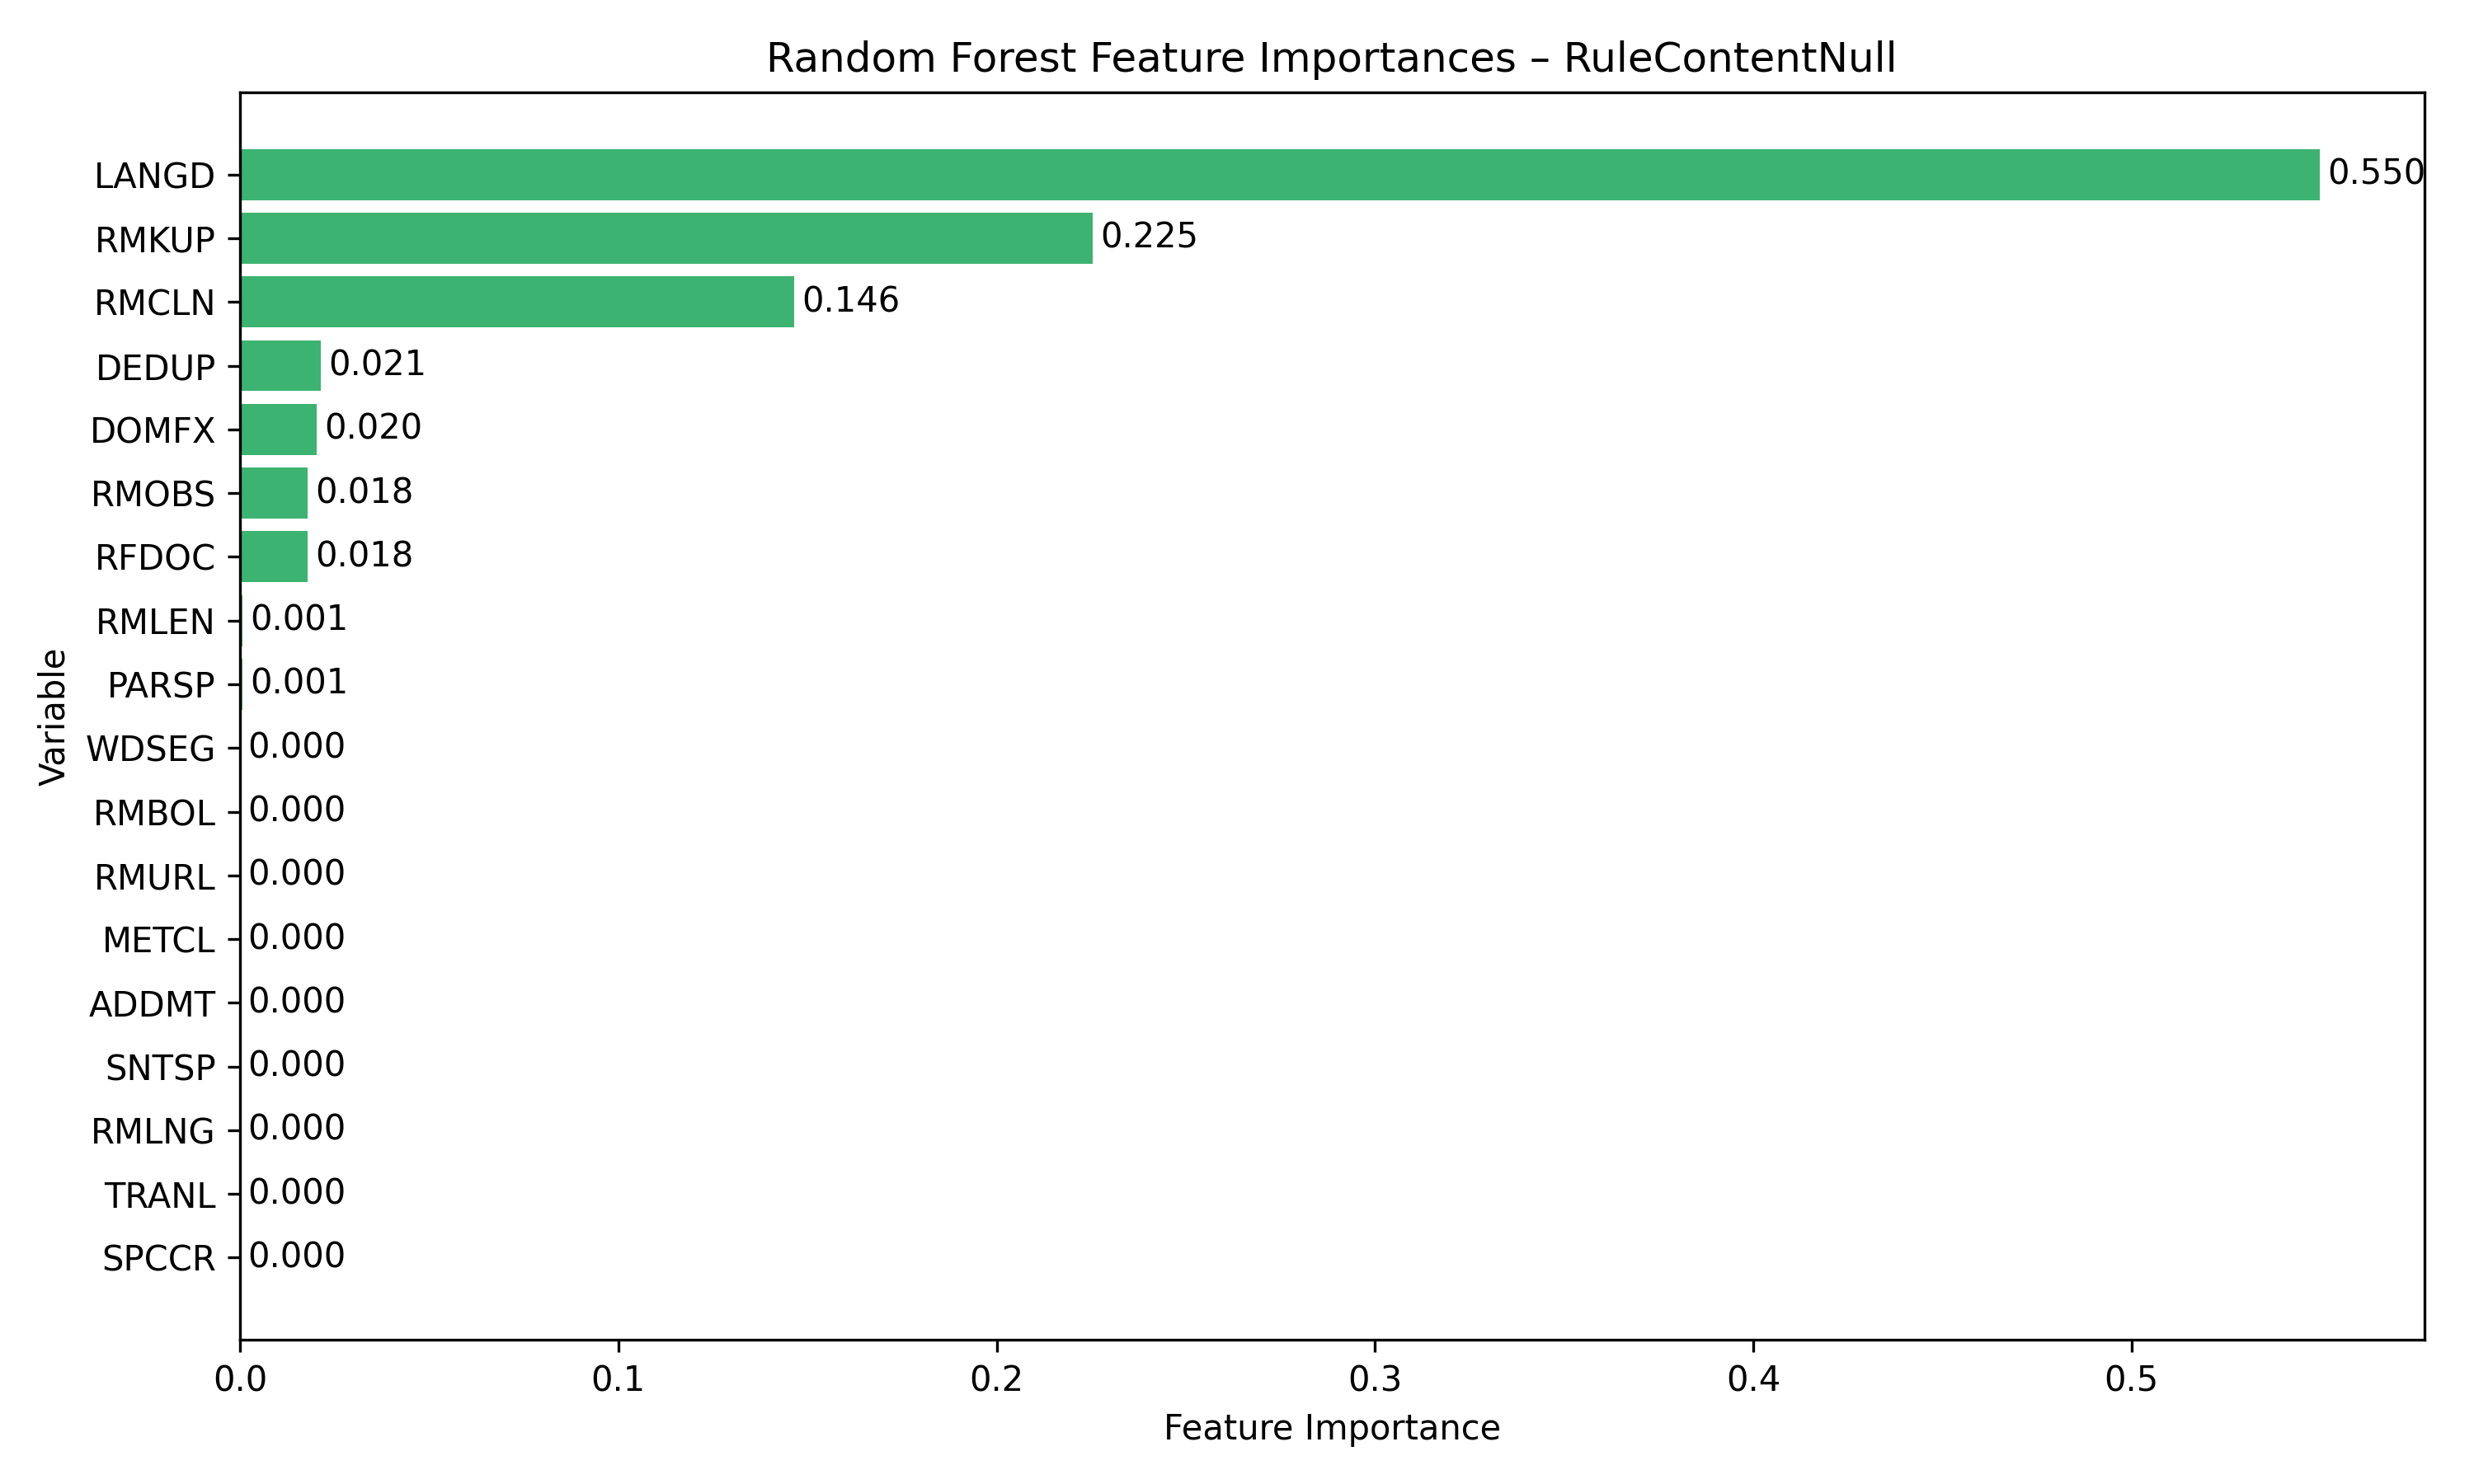 Random Forest Feature Importances – RuleContentNull
LANGD 0.550
RMKUP 0.225
RMCLN 0.146
DEDUP 0.021
DOMFX 0.020
RMOBS 0.018
RFDOC 0.018
RMLEN 0.001
PARSP 0.001
WDSEG 0.000
RMBOL 0.000
RMURL 0.000
METCL 0.000
ADDMT 0.000
SNTSP 0.000
RMLNG 0.000
TRANL 0.000
SPCCR 0.000
Variable
0.0 0.1 0.2 0.3 0.4 0.5
Feature Importance